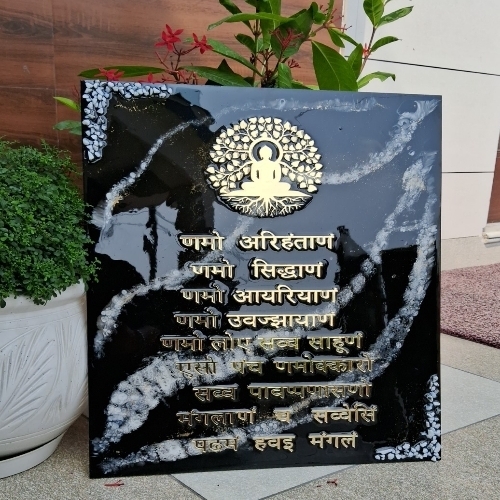 णमो अरिहंताणं
णमो सिद्धाणं
णमो आयरियाणं
णमो उवज्झायाणं
णमो लोए सव्व साहूणं
एसो पंच णमोक्कारो
सव्व पावप्पणासणो
मंगलाणं च सव्वेसिं
पढमं हवइ मंगलं